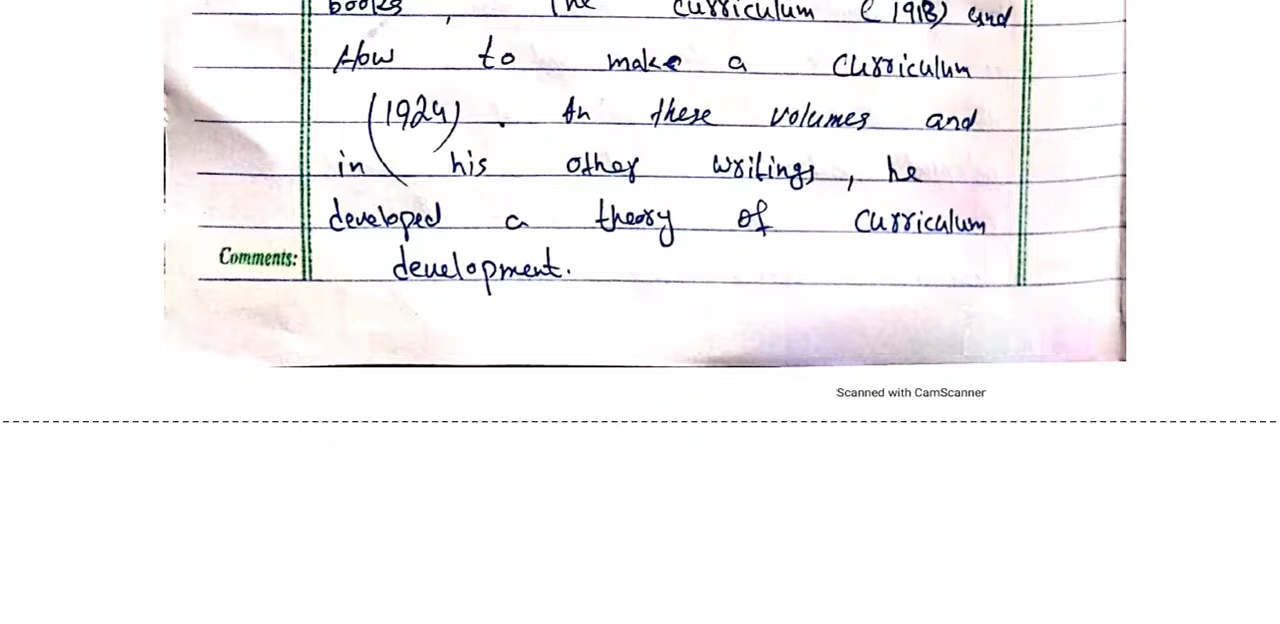 books, The curriculum (1918) and
How to make a Curriculum
(1924). In these volumes and
in his other writings, he
developed a theory of curriculum
Comments: development.
Scanned with CamScanner